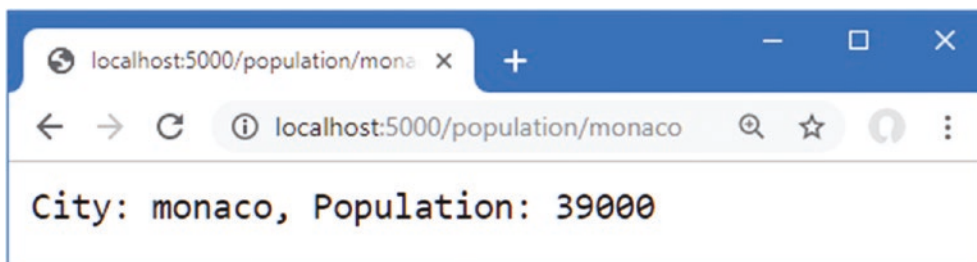 localhost:5000/population/mona
localhost:5000/population/monaco
City: monaco, Population: 39000